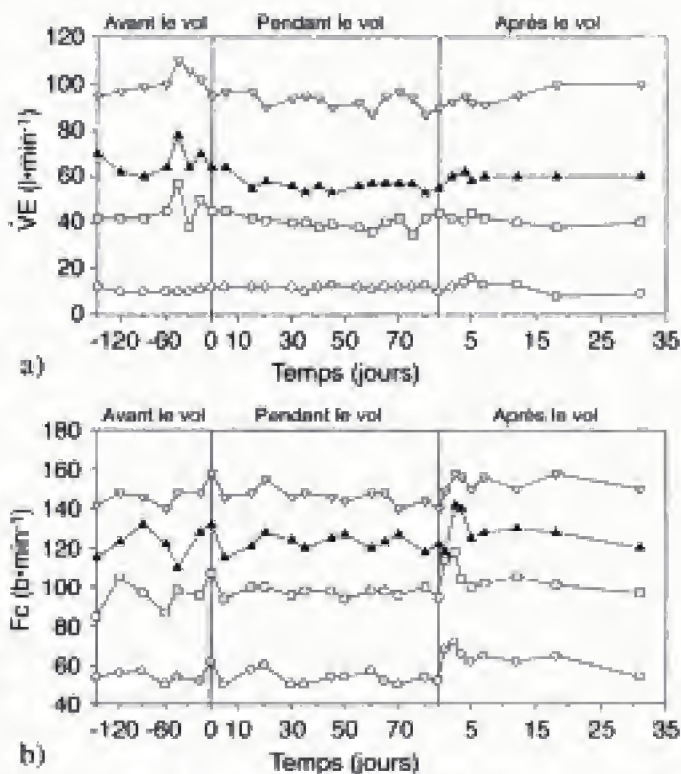 Avant le vol Pendant le vol Après le vol
120
100
80
60
40
20
0
V̇E (l•min⁻¹)
-120 -60 0 10 30 50 70 5 15 25 35
Temps (jours)
a)
Avant le vol Pendant le vol Après le vol
180
160
140
120
100
80
60
40
Fc (b•min⁻¹)
-120 -60 0 10 30 50 70 5 15 25 35
Temps (jours)
b)